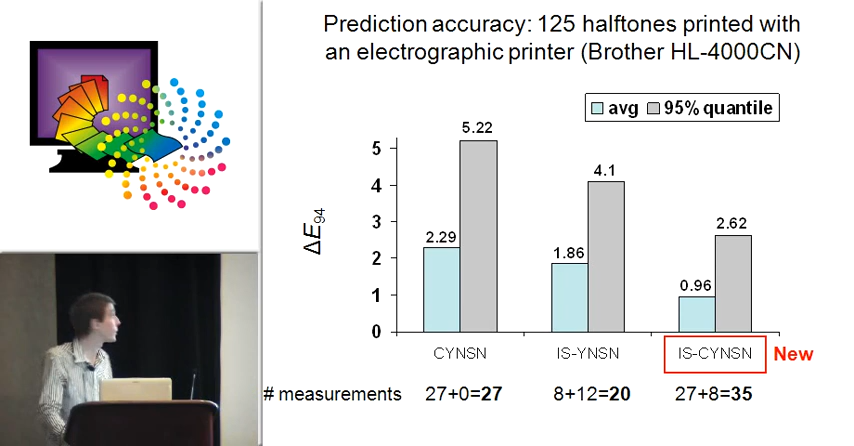 Prediction accuracy: 125 halftones printed with
an electrographic printer (Brother HL-4000CN)
avg 95% quantile
ΔE94
5
4
3
2
1
0
2.29
5.22
1.86
4.1
0.96
2.62
CYNSN IS-YNSN IS-CYNSN New
# measurements 27+0=27 8+12=20 27+8=35